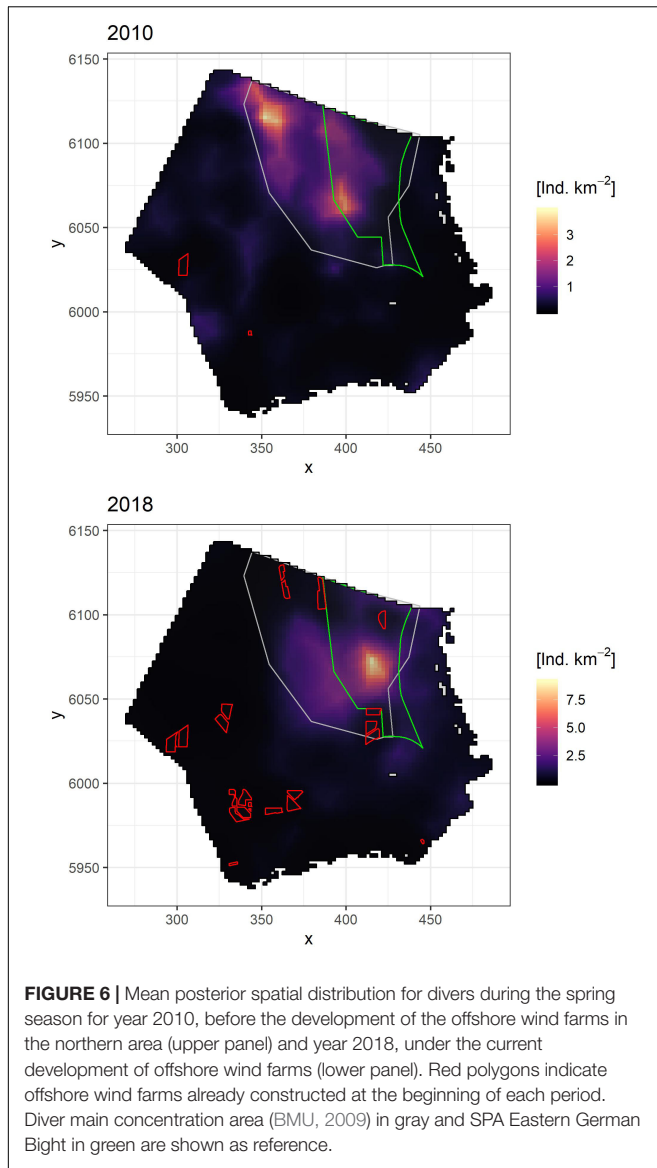 2010
6150
6100
6050
6000
5950
y
300
350
400
450
x
[Ind. km⁻²]
3
2
1
2018
6150
6100
6050
6000
5950
y
300
350
400
450
x
[Ind. km⁻²]
7.5
5.0
2.5
FIGURE 6 | Mean posterior spatial distribution for divers during the spring
season for year 2010, before the development of the offshore wind farms in
the northern area (upper panel) and year 2018, under the current
development of offshore wind farms (lower panel). Red polygons indicate
offshore wind farms already constructed at the beginning of each period.
Diver main concentration area (BMU, 2009) in gray and SPA Eastern German
Bight in green are shown as reference.